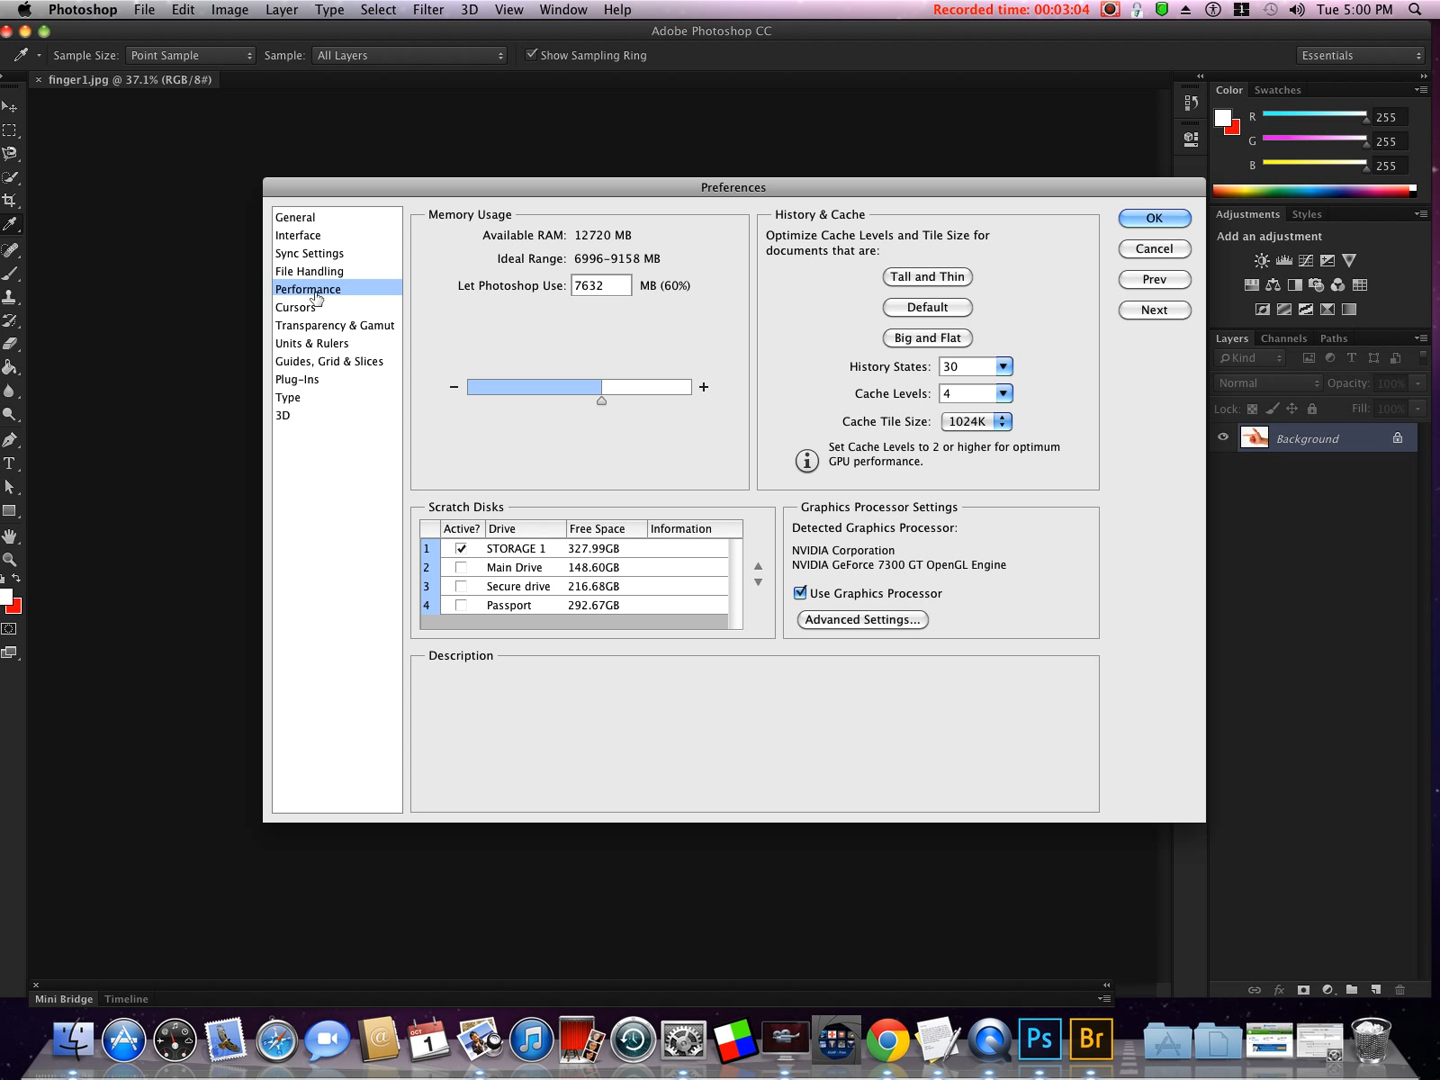 Photoshop File Edit Image Layer Type Select Filter 3D View Window Help Recorded time: 00:03:04 1 Tue 5:00 PM
Adobe Photoshop CC
Sample Size: Point Sample Sample: All Layers Show Sampling Ring Essentials
× finger1.jpg @ 37.1% (RGB/8#)
Color Swatches
R 255
G 255
B 255
Adjustments Styles
Add an adjustment
Layers Channels Paths
Kind
Normal Opacity: 100%
Lock: Fill: 100%
Background
Preferences
General
Interface
Sync Settings
File Handling
Performance
Cursors
Transparency & Gamut
Units & Rulers
Guides, Grid & Slices
Plug-Ins
Type
3D
Memory Usage
Available RAM: 12720 MB
Ideal Range: 6996-9158 MB
Let Photoshop Use: 7632 MB (60%)
− +
History & Cache
Optimize Cache Levels and Tile Size for
documents that are:
Tall and Thin
Default
Big and Flat
History States: 30
Cache Levels: 4
Cache Tile Size: 1024K
Set Cache Levels to 2 or higher for optimum
GPU performance.
OK
Cancel
Prev
Next
Scratch Disks
Active? Drive Free Space Information
1 STORAGE 1 327.99GB
2 Main Drive 148.60GB
3 Secure drive 216.68GB
4 Passport 292.67GB
Graphics Processor Settings
Detected Graphics Processor:
NVIDIA Corporation
NVIDIA GeForce 7300 GT OpenGL Engine
Use Graphics Processor
Advanced Settings...
Description
Mini Bridge Timeline
OCT
1
Ps
Br